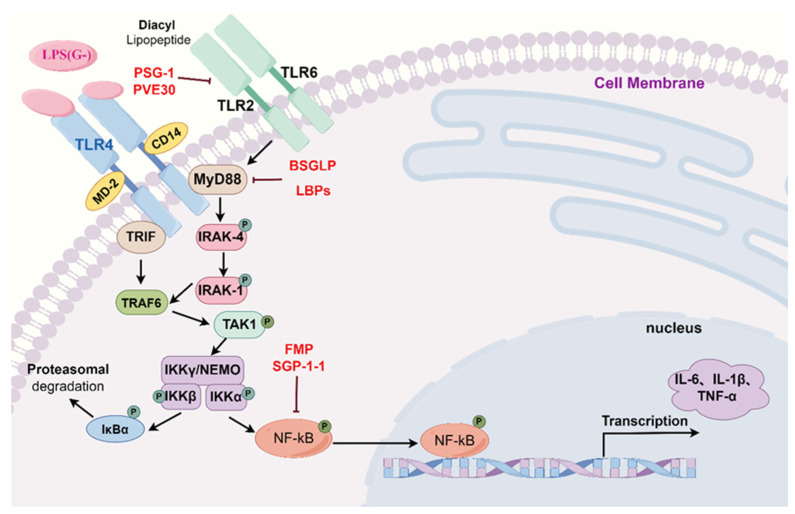 Diacyl
Lipopeptide
LPS(G-)
PSG-1
PVE30
TLR6
TLR2
Cell Membrane
TLR4
CD14
MD-2
MyD88
BSGLP
LBPs
TRIF
IRAK-4
P
IRAK-1
P
TRAF6
TAK1
P
nucleus
FMP
SGP-1-1
Proteasomal
degradation
IKKγ/NEMO
P
IKKβ
IKKα
P
IL-6、IL-1β、
TNF-α
IκBα
P
NF-kB
P
NF-kB
P
Transcription